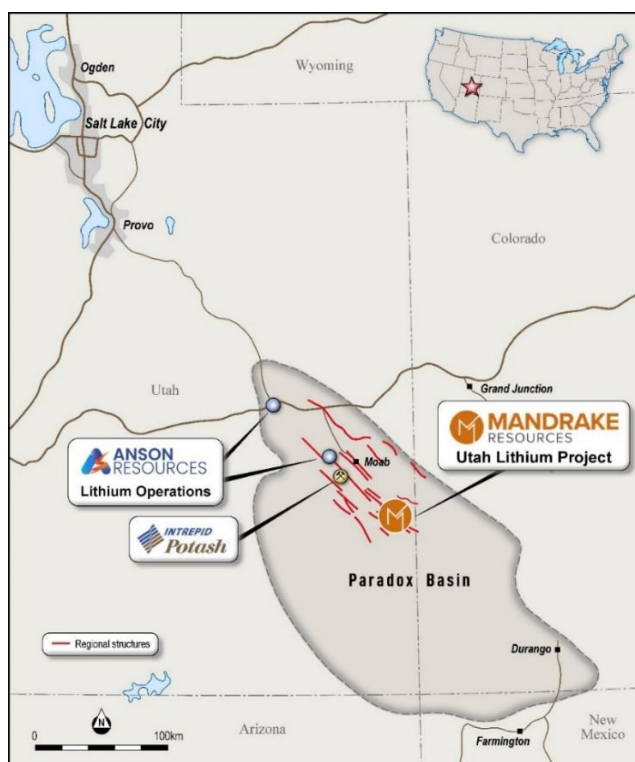 Ogden
Wyoming
Salt Lake City
Provo
Colorado
Utah
Grand Junction
MANDRAKE
RESOURCES
Utah Lithium Project
ANSON
RESOURCES
Lithium Operations
Moab
INTREPID
Potash
M
Paradox Basin
Regional structures
Durango
N
0 100km
Arizona
New
Mexico
Farmington